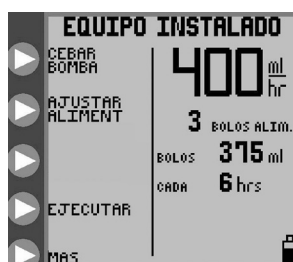 EQUIPO INSTALADO
CEBAR
BOMBA
400 ml
hr
AJUSTAR
ALIMENT
3 BOLOS ALIM.
BOLOS 375 ml
CADA 6 hrs
EJECUTAR
MAS